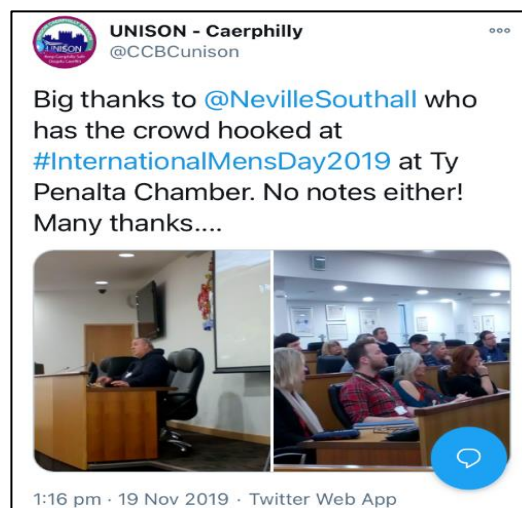 UNISON - Caerphilly
@CCBCunison
UNISON
Big thanks to @NevilleSouthall who
has the crowd hooked at
#InternationalMensDay2019 at Ty
Penalta Chamber. No notes either!
Many thanks....
1:16 pm · 19 Nov 2019 · Twitter Web App